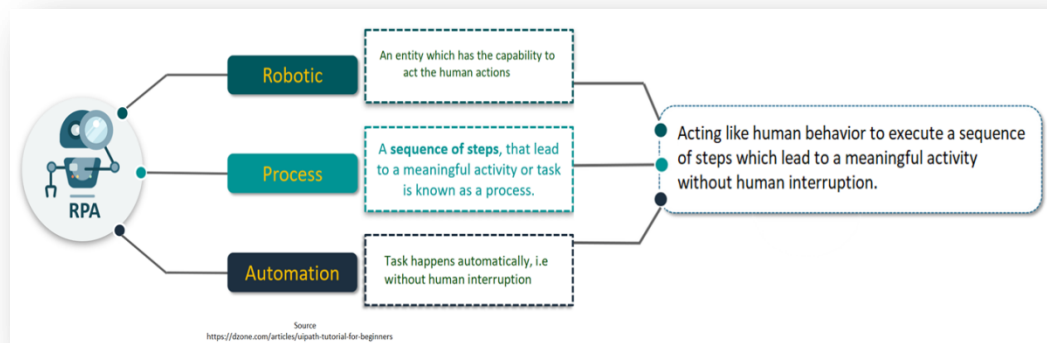 RPA
Robotic
An entity which has the capability to
act the human actions
Process
A sequence of steps, that lead
to a meaningful activity or task
is known as a process.
Automation
Task happens automatically, i.e
without human interruption
Acting like human behavior to execute a sequence
of steps which lead to a meaningful activity
without human interruption.
Source
https://dzone.com/articles/uipath-tutorial-for-beginners